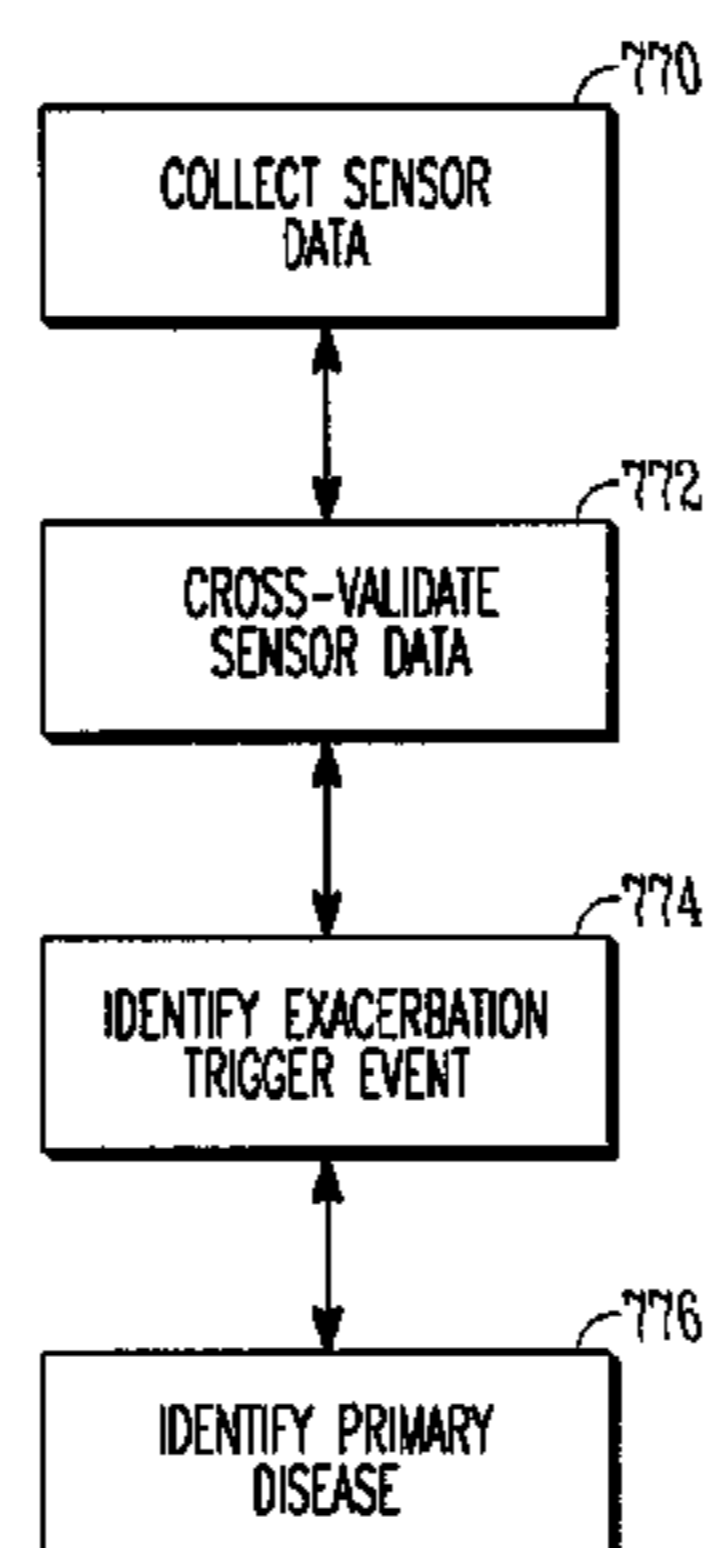 770
COLLECT SENSOR
DATA
772
CROSS-VALIDATE
SENSOR DATA
774
IDENTIFY EXACERBATION
TRIGGER EVENT
776
IDENTIFY PRIMARY
DISEASE